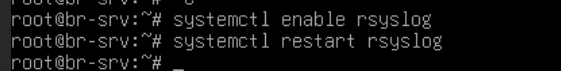 root@br-srv:~# systemctl enable rsyslog
root@br-srv:~# systemctl restart rsyslog
root@br-srv:~# _